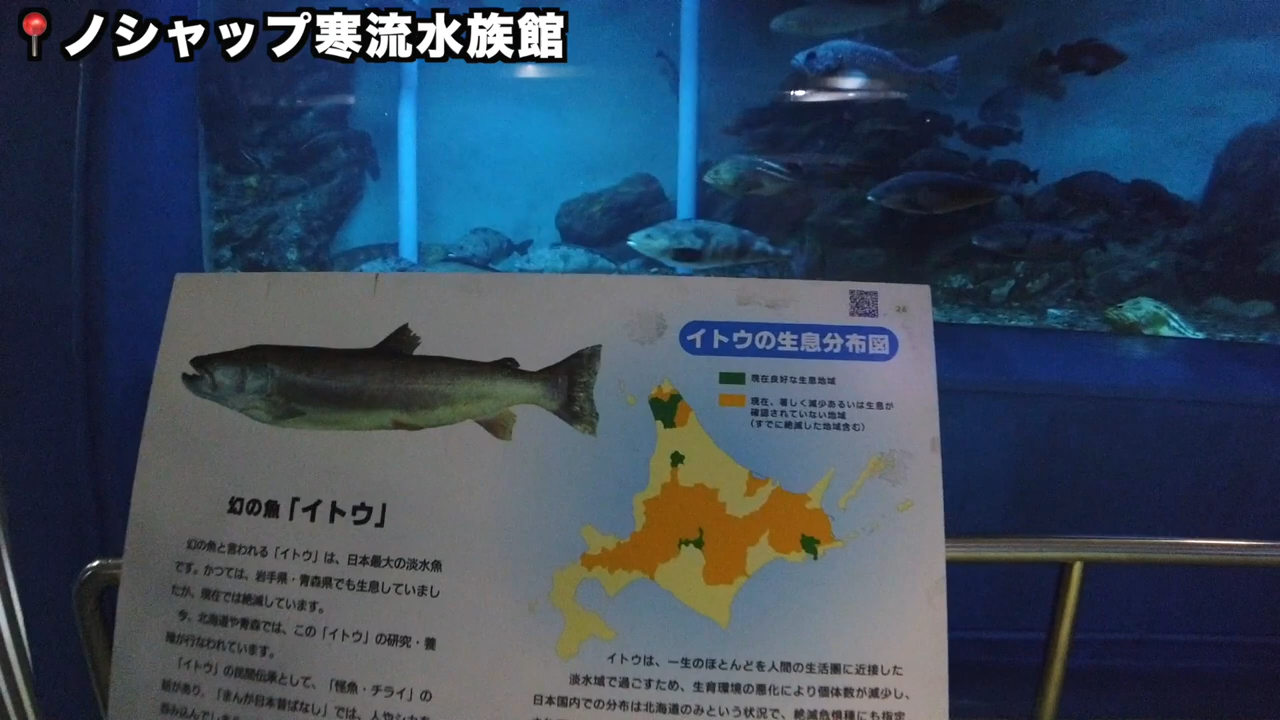 ノシャップ寒流水族館
28
イトウの生息分布図
現在良好な生息地域
現在、著しく減少あるいは生息が
確認されていない地域
(すでに絶滅した地域含む)
幻の魚「イトウ」
幻の魚と言われる「イトウ」は、日本最大の淡水魚
です。かつては、岩手県・青森県でも生息していまし
たが、現在では絶滅しています。
今、北海道や青森では、この「イトウ」の研究・養
殖が行なわれています。
「イトウ」の民間伝承として、「怪魚・チライ」の
話があり、「まんが日本昔ばなし」では、人やシカを
呑み込んでいま
イトウは、一生のほとんどを人間の生活圏に近接した
淡水域で過ごすため、生育環境の悪化により個体数が減少し、
日本国内での分布は北海道のみという状況で、絶滅危惧種にも指定